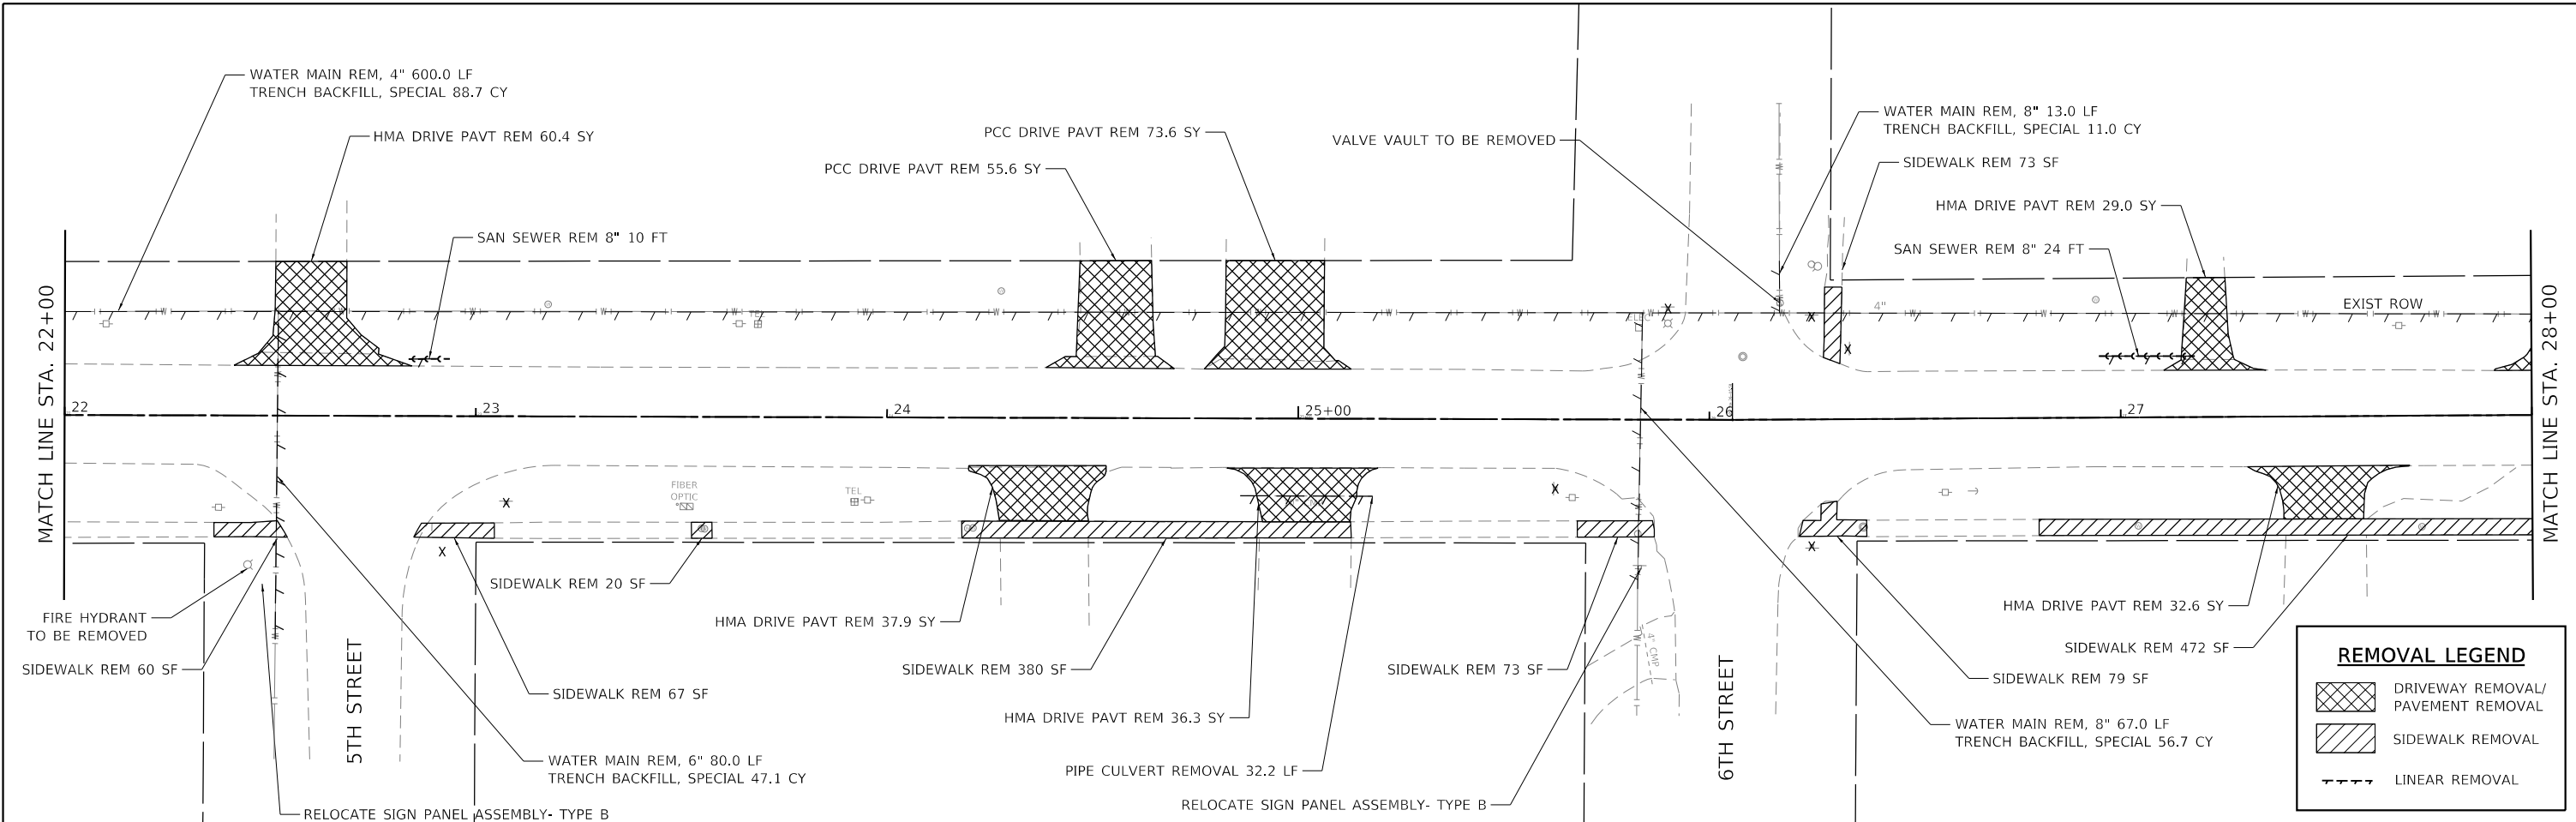 WATER MAIN REM, 4" 600.0 LF
TRENCH BACKFILL, SPECIAL 88.7 CY
HMA DRIVE PAVT REM 60.4 SY
SAN SEWER REM 8" 10 FT
PCC DRIVE PAVT REM 73.6 SY
PCC DRIVE PAVT REM 55.6 SY
VALVE VAULT TO BE REMOVED
WATER MAIN REM, 8" 13.0 LF
TRENCH BACKFILL, SPECIAL 11.0 CY
SIDEWALK REM 73 SF
HMA DRIVE PAVT REM 29.0 SY
SAN SEWER REM 8" 24 FT
EXIST ROW
4"
TEL
ELEC
MATCH LINE STA. 22+00
MATCH LINE STA. 28+00
22
23
24
25+00
26
27
FIBER
OPTIC
TEL
FIRE HYDRANT
TO BE REMOVED
SIDEWALK REM 60 SF
5TH STREET
SIDEWALK REM 20 SF
SIDEWALK REM 67 SF
HMA DRIVE PAVT REM 37.9 SY
SIDEWALK REM 380 SF
HMA DRIVE PAVT REM 36.3 SY
PIPE CULVERT REMOVAL 32.2 LF
SIDEWALK REM 73 SF
4" CMP
6TH STREET
HMA DRIVE PAVT REM 32.6 SY
SIDEWALK REM 472 SF
SIDEWALK REM 79 SF
WATER MAIN REM, 8" 67.0 LF
TRENCH BACKFILL, SPECIAL 56.7 CY
WATER MAIN REM, 6" 80.0 LF
TRENCH BACKFILL, SPECIAL 47.1 CY
RELOCATE SIGN PANEL ASSEMBLY- TYPE B
RELOCATE SIGN PANEL ASSEMBLY- TYPE B
REMOVAL LEGEND
DRIVEWAY REMOVAL/
PAVEMENT REMOVAL
SIDEWALK REMOVAL
LINEAR REMOVAL